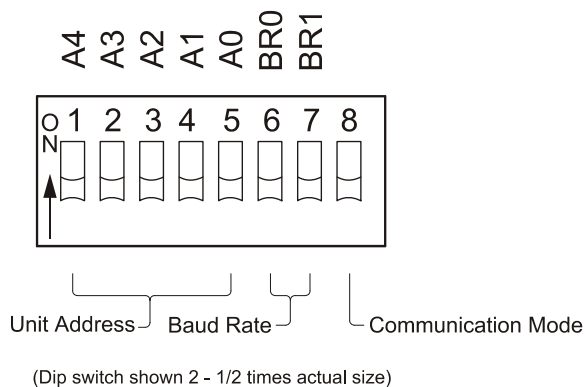 A4 A3 A2 A1 A0 BR0 BR1
ON 1 2 3 4 5 6 7 8
Unit Address Baud Rate Communication Mode
(Dip switch shown 2 - 1/2 times actual size)